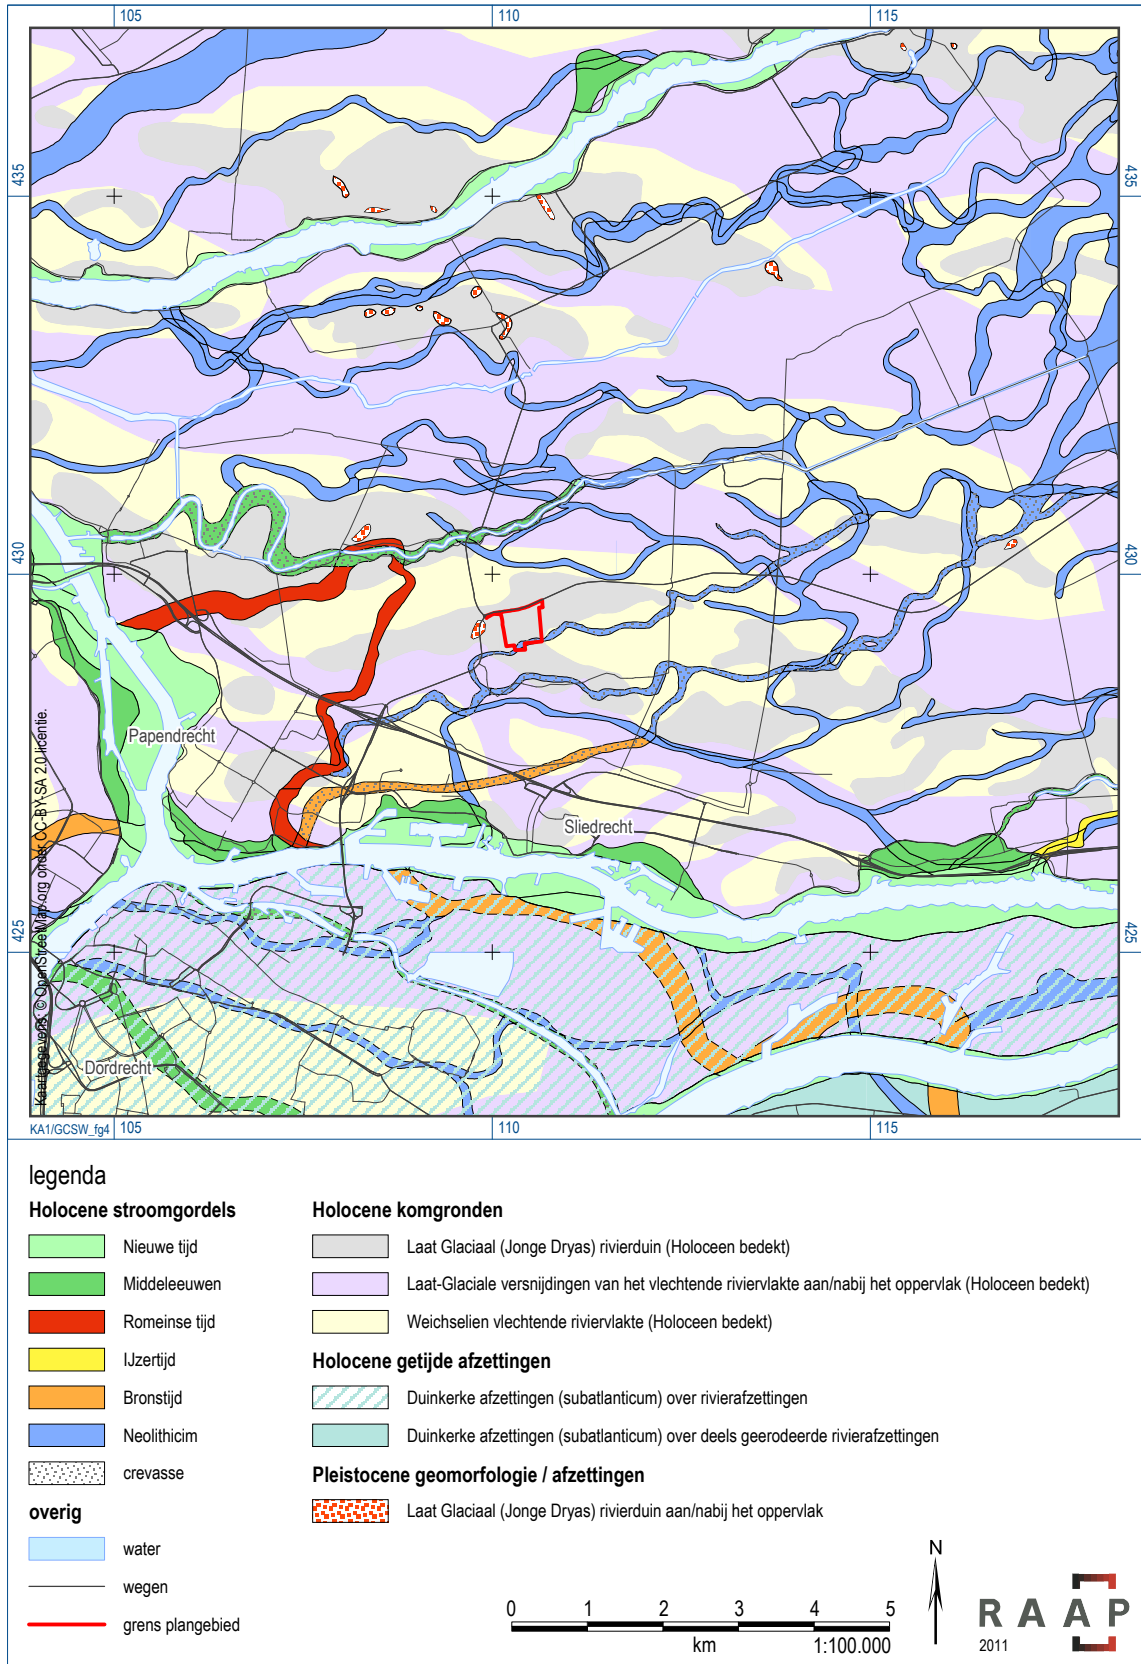 105 110 115
435 435
430 430
Papendrecht
Sliedrecht
425 425
Dordrecht
Kaartgegevens: © OpenStreetMap.org onder CC-BY-SA 2.0 licentie.
KA1/GCSW_fg4
105 110 115
legenda
Holocene stroomgordels
Nieuwe tijd
Middeleeuwen
Romeinse tijd
IJzertijd
Bronstijd
Neolithicim
crevasse
overig
water
wegen
grens plangebied
Holocene komgronden
Laat Glaciaal (Jonge Dryas) rivierduin (Holoceen bedekt)
Laat-Glaciale versnijdingen van het vlechtende riviervlakte aan/nabij het oppervlak (Holoceen bedekt)
Weichselien vlechtende riviervlakte (Holoceen bedekt)
Holocene getijde afzettingen
Duinkerke afzettingen (subatlanticum) over rivierafzettingen
Duinkerke afzettingen (subatlanticum) over deels geerodeerde rivierafzettingen
Pleistocene geomorfologie / afzettingen
Laat Glaciaal (Jonge Dryas) rivierduin aan/nabij het oppervlak
0 1 2 3 4 5
km 1:100.000
N
RAAP
2011